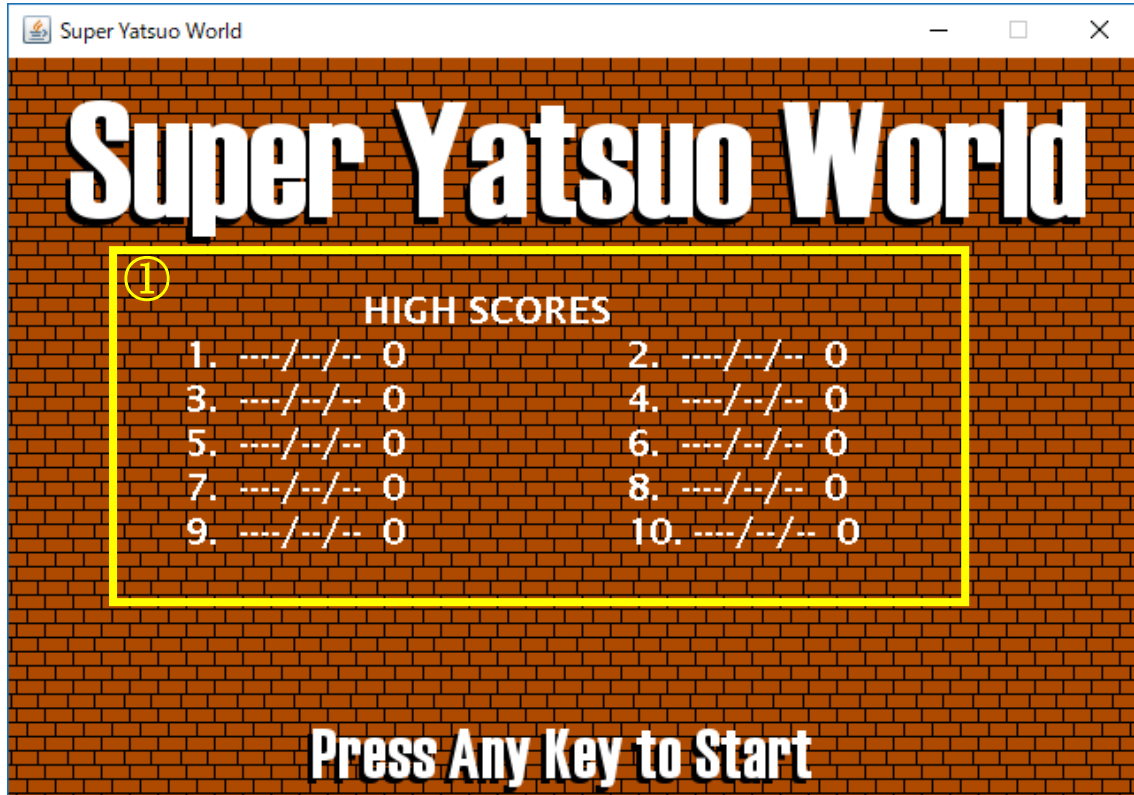 Super Yatsuo World
Super Yatsuo World
①
HIGH SCORES
1. ----/--/-- 0 2. ----/--/-- 0
3. ----/--/-- 0 4. ----/--/-- 0
5. ----/--/-- 0 6. ----/--/-- 0
7. ----/--/-- 0 8. ----/--/-- 0
9. ----/--/-- 0 10. ----/--/-- 0
Press Any Key to Start